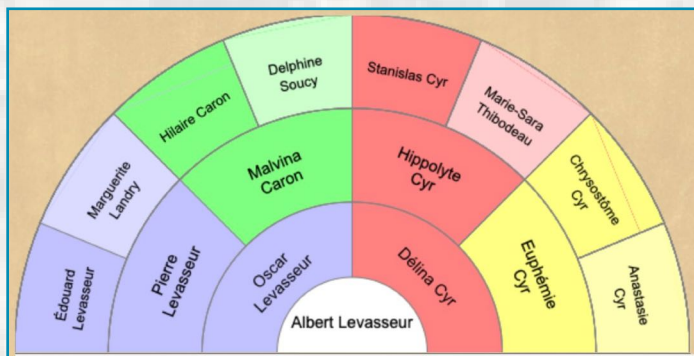 Delphine
Soucy
Stanislas Cyr
Hilaire Caron
Marie-Sara
Thibodeau
Marguerite
Landry
Malvina
Caron
Hippolyte
Cyr
Chrysostôme
Cyr
Édouard
Levasseur
Pierre
Levasseur
Oscar
Levasseur
Délina Cyr
Euphémie
Cyr
Anastasie
Cyr
Albert Levasseur